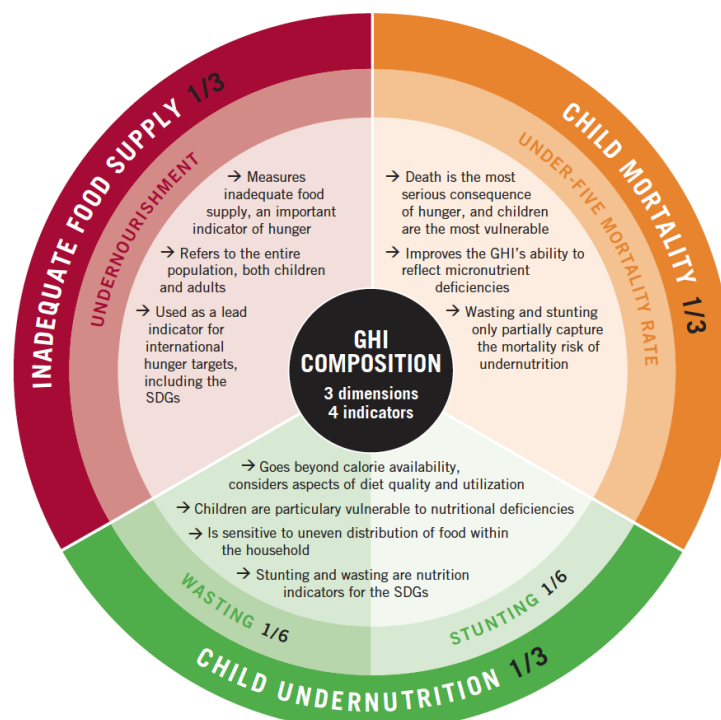 INADEQUATE FOOD SUPPLY 1/3
UNDERNOURISHMENT
→ Measures
inadequate food
supply, an important
indicator of hunger
→ Refers to the entire
population, both children
and adults
→ Used as a lead
indicator for
international
hunger targets,
including the
SDGs
CHILD MORTALITY 1/3
UNDER-FIVE MORTALITY RATE
→ Death is the most
serious consequence
of hunger, and children
are the most vulnerable
→ Improves the GHI’s ability to
reflect micronutrient
deficiencies
→ Wasting and stunting
only partially capture
the mortality risk of
undernutrition
GHI
COMPOSITION
3 dimensions
4 indicators
→ Goes beyond calorie availability,
considers aspects of diet quality and utilization
→ Children are particulary vulnerable to nutritional deficiencies
→ Is sensitive to uneven distribution of food within
the household
→ Stunting and wasting are nutrition
indicators for the SDGs
WASTING 1/6
STUNTING 1/6
CHILD UNDERNUTRITION 1/3